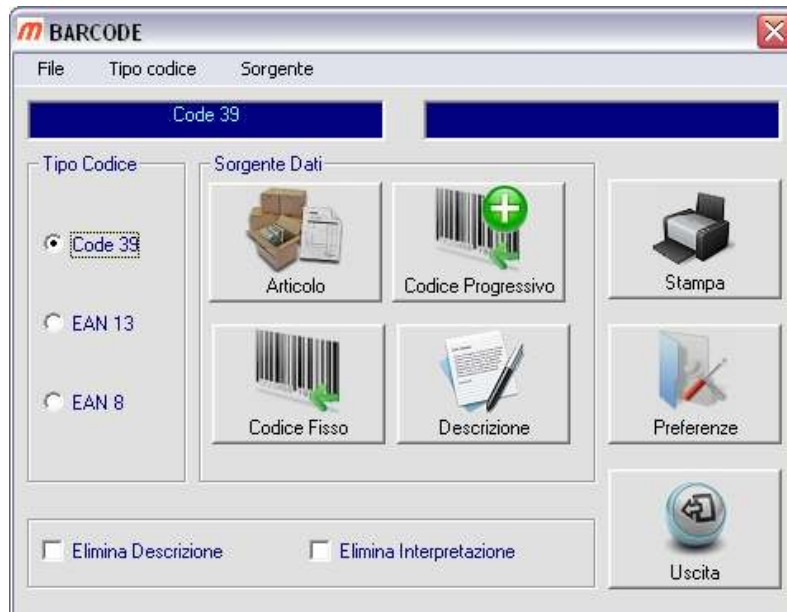 m BARCODE
File Tipo codice Sorgente
Code 39
Tipo Codice
Sorgente Dati
Code 39
EAN 13
EAN 8
Articolo
Codice Progressivo
Codice Fisso
Descrizione
Stampa
Preferenze
Uscita
Elimina Descrizione
Elimina Interpretazione